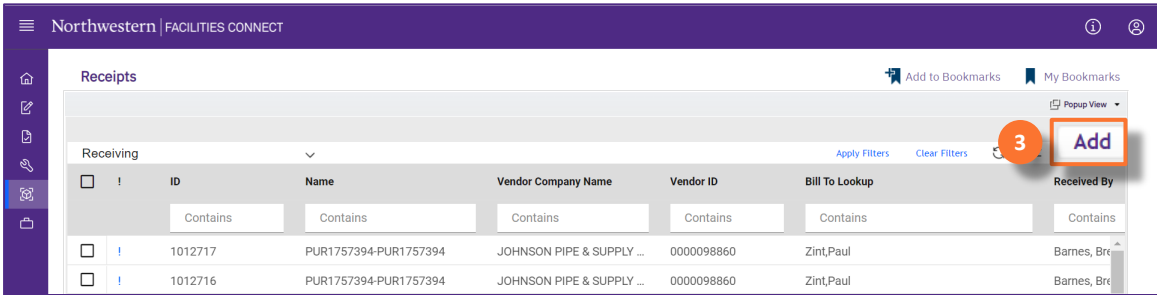 Northwestern | FACILITIES CONNECT
Receipts
Add to Bookmarks
My Bookmarks
Popup View
3
Add
Receiving
Apply Filters
Clear Filters
! ID Name Vendor Company Name Vendor ID Bill To Lookup Received By
Contains Contains Contains Contains Contains Contains
! 1012717 PUR1757394-PUR1757394 JOHNSON PIPE & SUPPLY ... 0000098860 Zint,Paul Barnes, Bre
! 1012716 PUR1757394-PUR1757394 JOHNSON PIPE & SUPPLY ... 0000098860 Zint,Paul Barnes, Bre